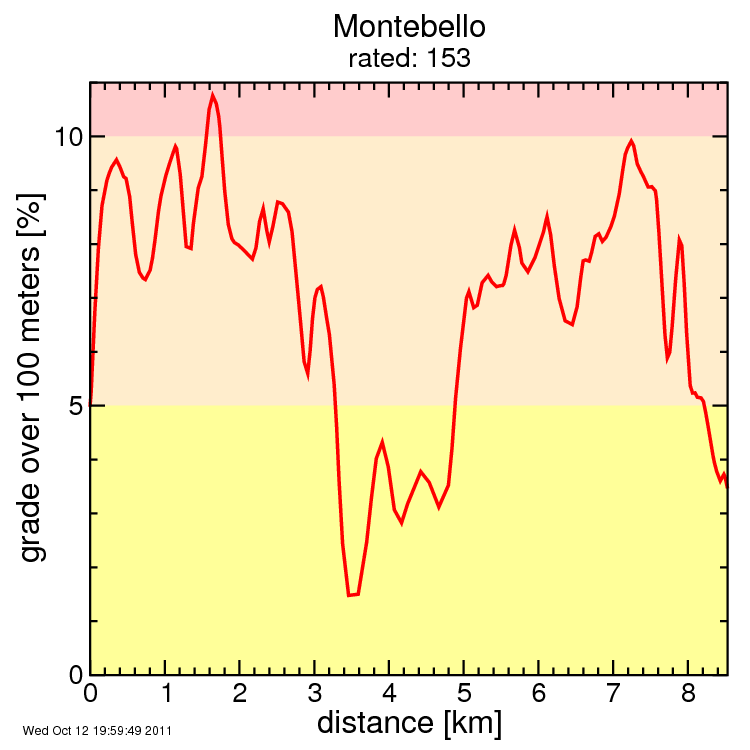 Montebello
rated: 153
10
5
0
grade over 100 meters [%]
0 1 2 3 4 5 6 7 8
distance [km]
Wed Oct 12 19:59:49 2011